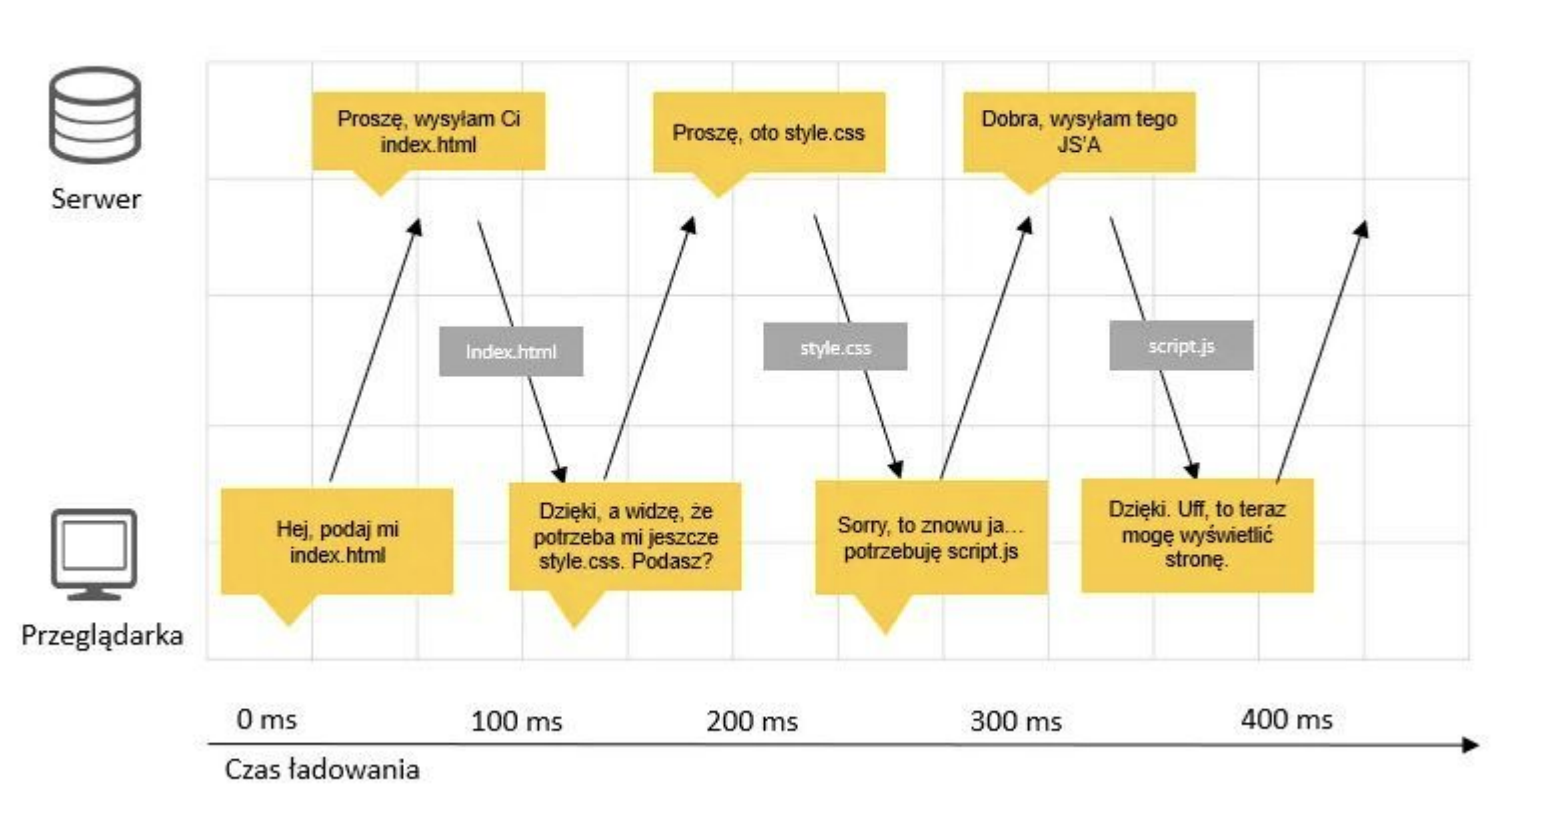 Proszę, wysyłam Ci
index.html
Proszę, oto style.css
Dobra, wysyłam tego
JS'A
Serwer
Index.html
style.css
script.js
Hej, podaj mi
index.html
Dzięki, a widzę, że
potrzeba mi jeszcze
style.css. Podasz?
Sorry, to znowu ja...
potrzebuję script.js
Dzięki. Uff, to teraz
mogę wyświetlić
stronę.
Przeglądarka
0 ms
100 ms
200 ms
300 ms
400 ms
Czas ładowania